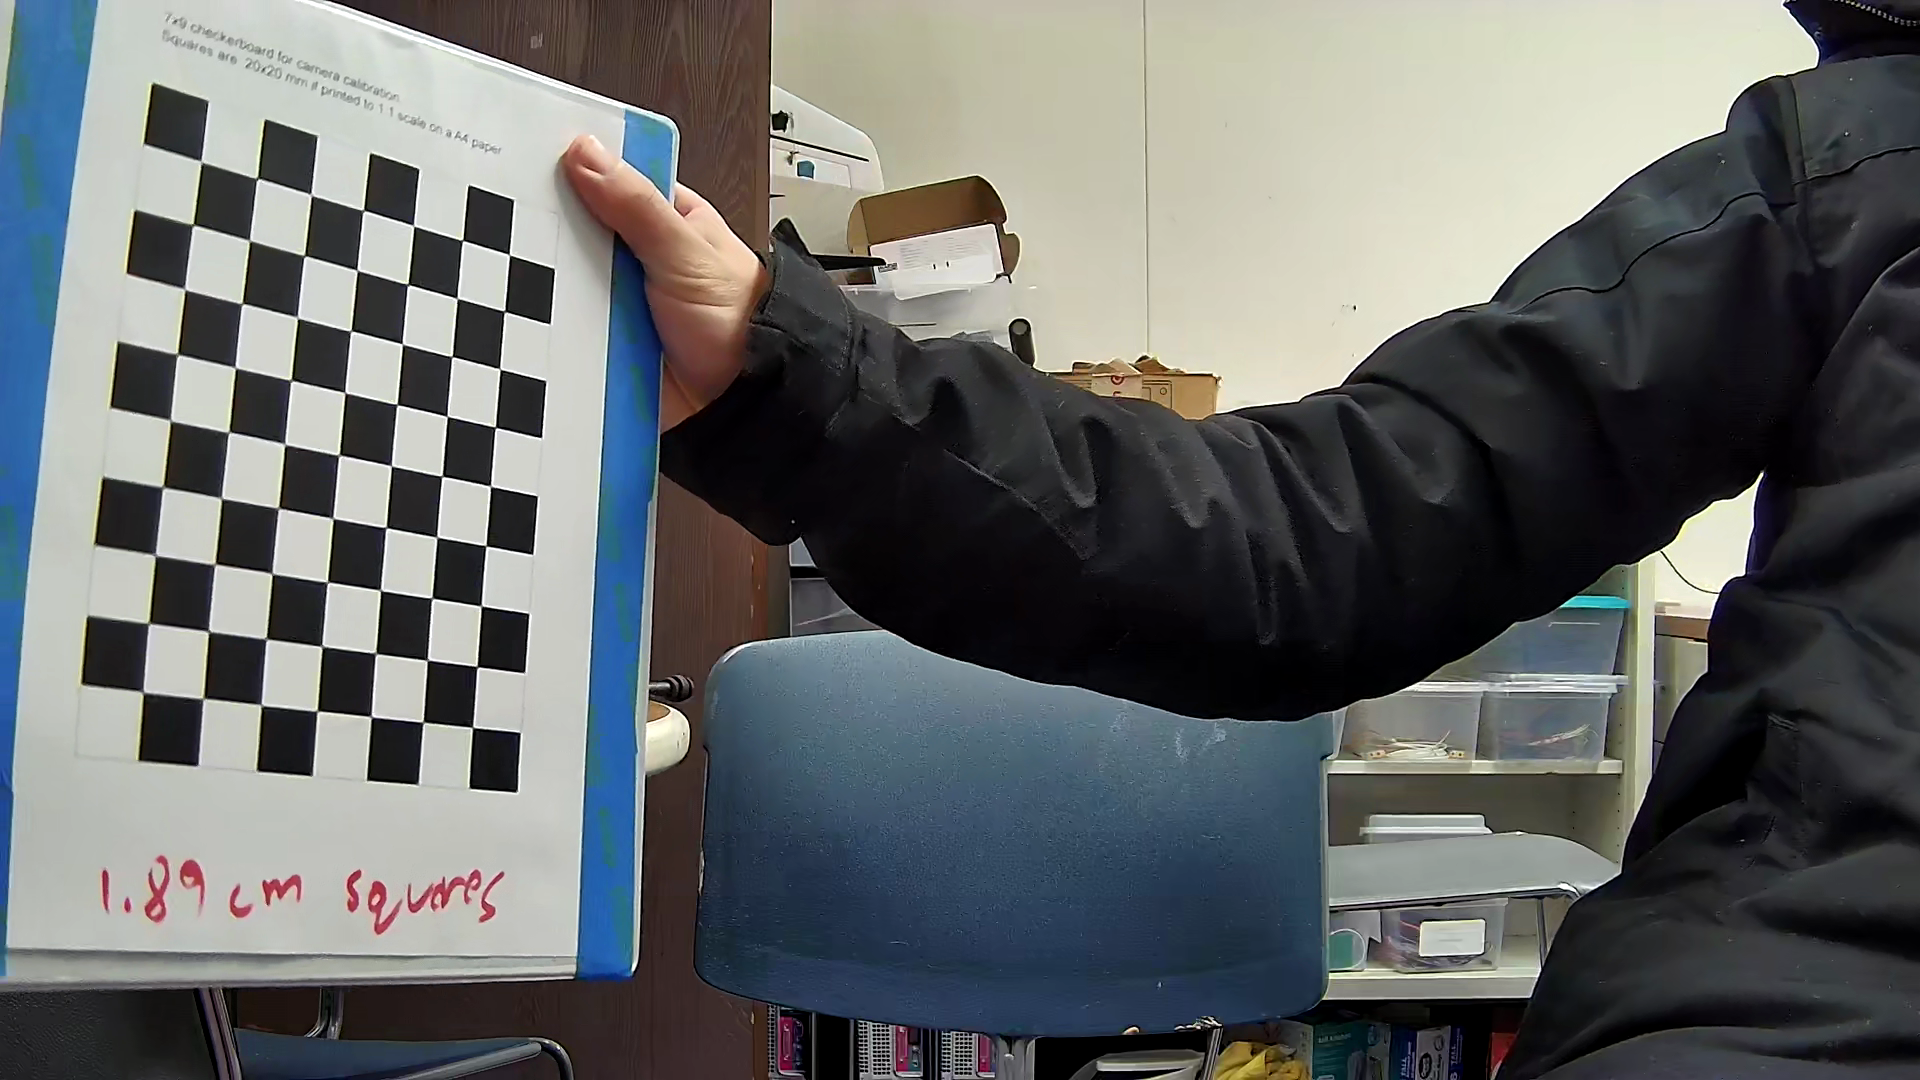 7x9 checkerboard for camera calibration
Squares are 20x20 mm if printed to 1:1 scale on a A4 paper
1.89 cm squares